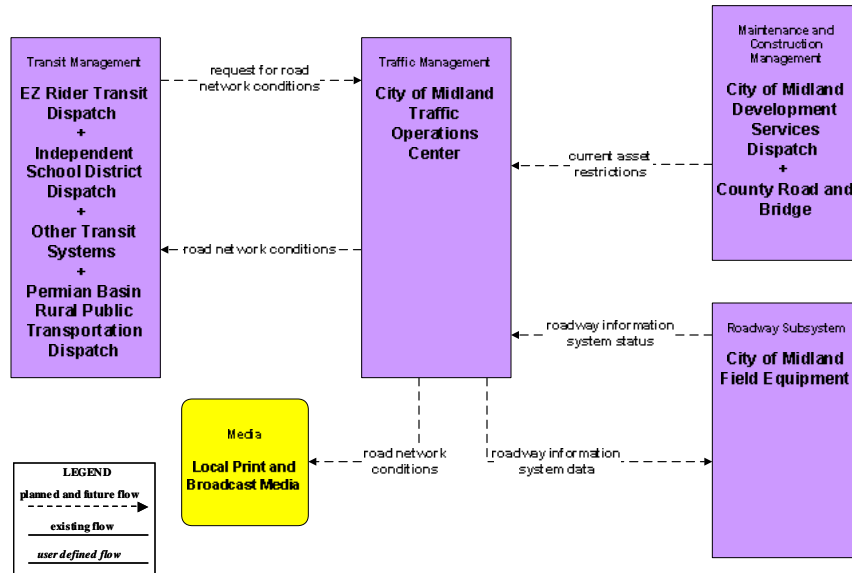 Transit Management
EZ Rider Transit
Dispatch
+
Independent
School District
Dispatch
+
Other Transit
Systems
+
Permian Basin
Rural Public
Transportation
Dispatch
request for road
network conditions
road network conditions
Traffic Management
City of Midland
Traffic
Operations
Center
Maintenance and
Construction
Management
City of Midland
Development
Services
Dispatch
+
County Road and
Bridge
current asset
restrictions
roadway information
system status
Roadway Subsystem
City of Midland
Field Equipment
Media
Local Print and
Broadcast Media
road network
conditions
roadway information
system data
LEGEND
planned and future flow
existing flow
user defined flow